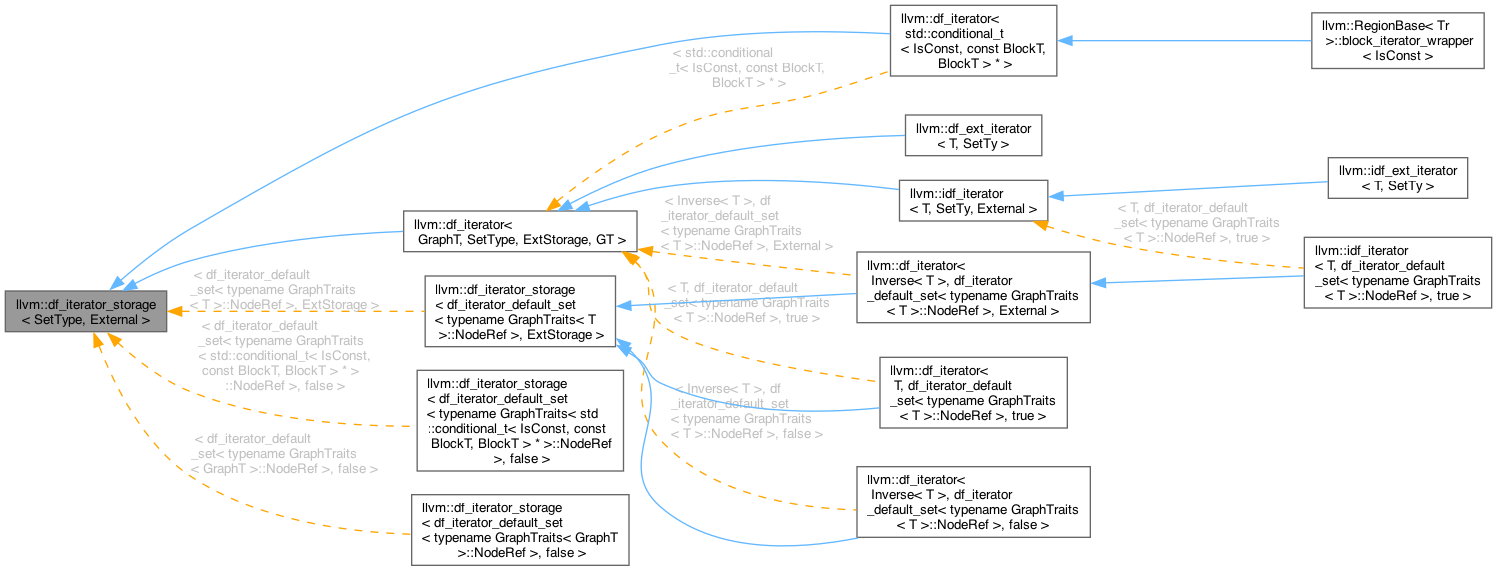 llvm::df_iterator_storage
< SetType, External >
llvm::df_iterator<
GraphT, SetType, ExtStorage, GT >
llvm::df_iterator<
std::conditional_t
< IsConst, const BlockT,
BlockT > * >
< std::conditional
_t< IsConst, const BlockT,
BlockT > * >
llvm::RegionBase< Tr
>::block_iterator_wrapper
< IsConst >
llvm::df_ext_iterator
< T, SetTy >
llvm::idf_iterator
< T, SetTy, External >
llvm::idf_ext_iterator
< T, SetTy >
llvm::idf_iterator
< T, df_iterator_default
_set< typename GraphTraits
< T >::NodeRef >, true >
< T, df_iterator_default
_set< typename GraphTraits
< T >::NodeRef >, true >
llvm::df_iterator<
Inverse< T >, df_iterator
_default_set< typename GraphTraits
< T >::NodeRef >, External >
< Inverse< T >, df
_iterator_default_set
< typename GraphTraits
< T >::NodeRef >, External >
llvm::df_iterator<
T, df_iterator_default
_set< typename GraphTraits
< T >::NodeRef >, true >
< T, df_iterator_default
_set< typename GraphTraits
< T >::NodeRef >, true >
llvm::df_iterator<
Inverse< T >, df_iterator
_default_set< typename GraphTraits
< T >::NodeRef >, false >
< Inverse< T >, df
_iterator_default_set
< typename GraphTraits
< T >::NodeRef >, false >
llvm::df_iterator_storage
< df_iterator_default_set
< typename GraphTraits< T
>::NodeRef >, ExtStorage >
< df_iterator_default
_set< typename GraphTraits
< T >::NodeRef >, ExtStorage >
llvm::df_iterator_storage
< df_iterator_default_set
< typename GraphTraits< std
::conditional_t< IsConst, const
BlockT, BlockT > * >::NodeRef
>, false >
< df_iterator_default
_set< typename GraphTraits
< std::conditional_t< IsConst,
const BlockT, BlockT > * >
::NodeRef >, false >
llvm::df_iterator_storage
< df_iterator_default_set
< typename GraphTraits< GraphT
>::NodeRef >, false >
< df_iterator_default
_set< typename GraphTraits
< GraphT >::NodeRef >, false >